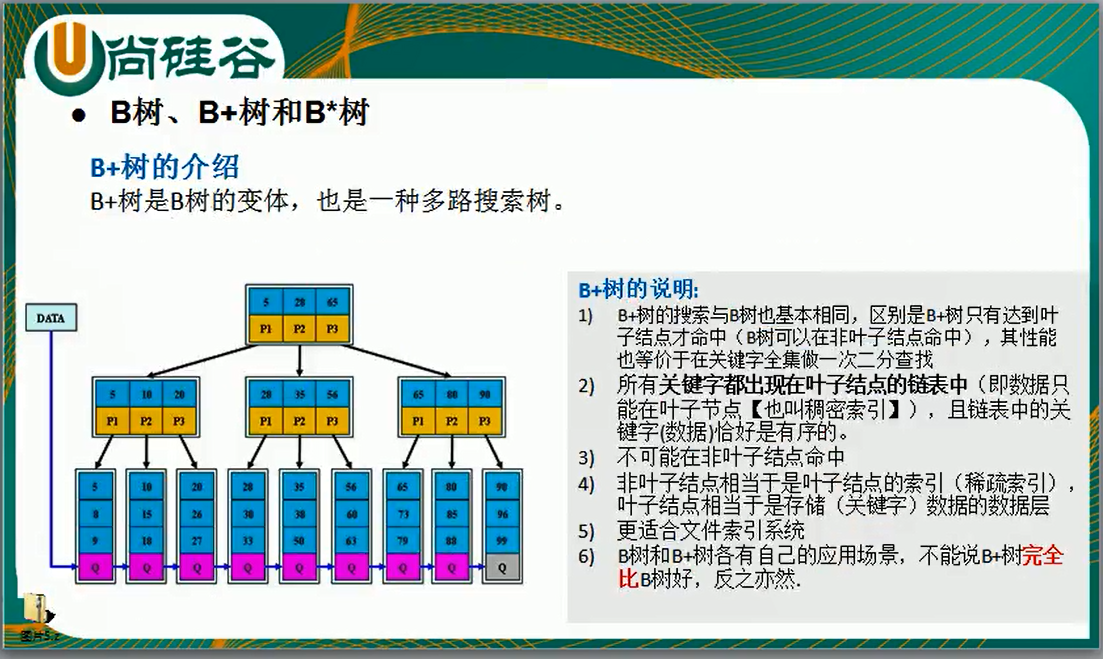 尚硅谷
● B树、B+树和B*树
B+树的介绍
B+树是B树的变体，也是一种多路搜索树。
DATA
5 28 65
P1 P2 P3
5 10 20
P1 P2 P3
28 35 56
P1 P2 P3
65 80 90
P1 P2 P3
5 10 20 28 35 56 65 80 90
8 15 26 30 38 60 73 85 96
9 18 27 33 50 63 79 88 99
Q Q Q Q Q Q Q Q Q
B+树的说明:
1) B+树的搜索与B树也基本相同，区别是B+树只有达到叶
子结点才命中（B树可以在非叶子结点命中），其性能
也等价于在关键字全集做一次二分查找
2) 所有关键字都出现在叶子结点的链表中（即数据只
能在叶子节点【也叫稠密索引】），且链表中的关
键字(数据)恰好是有序的。
3) 不可能在非叶子结点命中
4) 非叶子结点相当于是叶子结点的索引（稀疏索引），
叶子结点相当于是存储（关键字）数据的数据层
5) 更适合文件索引系统
6) B树和B+树各有自己的应用场景，不能说B+树完全
比B树好，反之亦然.